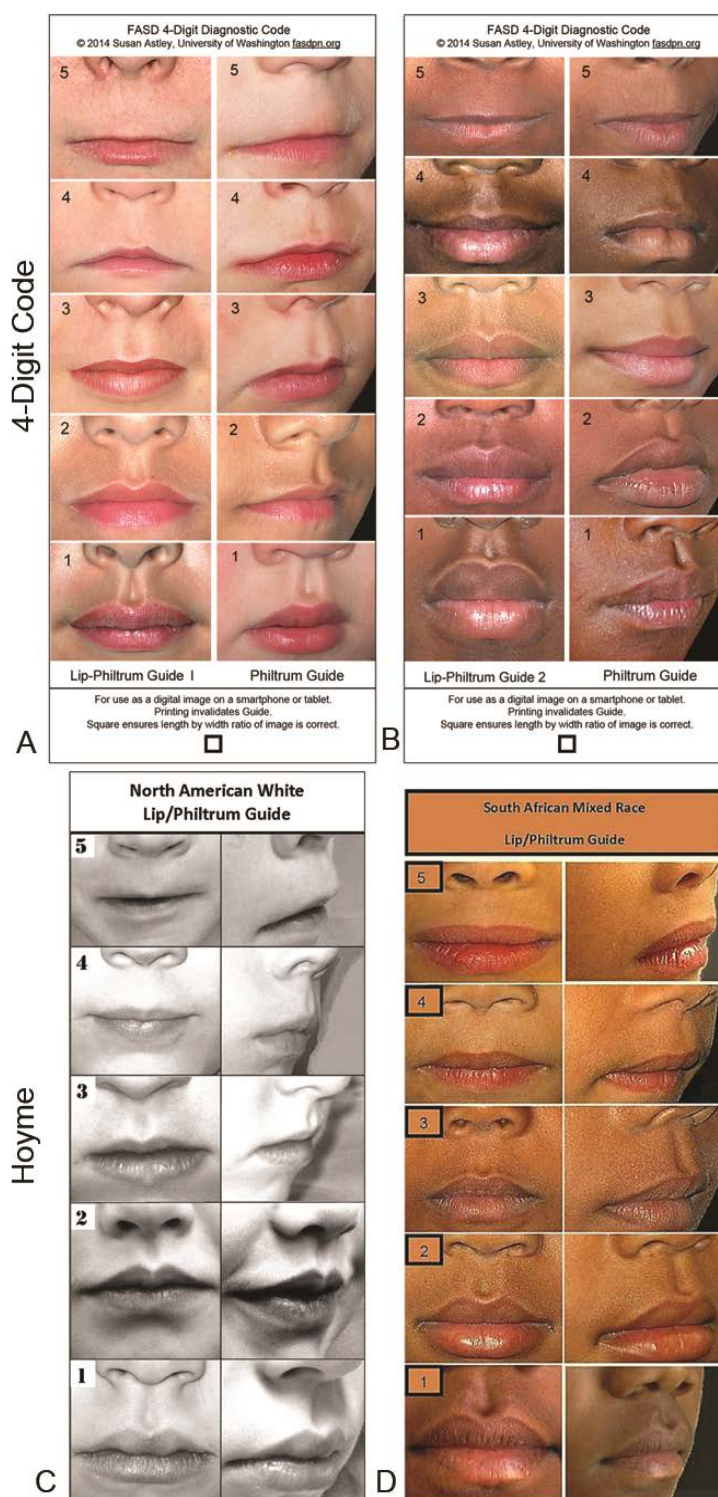 4-Digit Code
FASD 4-Digit Diagnostic Code
© 2014 Susan Astley, University of Washington fasdpn.org
5
5
4
4
3
3
2
2
1
1
Lip-Philtrum Guide 1
Philtrum Guide
For use as a digital image on a smartphone or tablet.
Printing invalidates Guide.
Square ensures length by width ratio of image is correct.
A
FASD 4-Digit Diagnostic Code
© 2014 Susan Astley, University of Washington fasdpn.org
5
5
4
4
3
3
2
2
1
1
Lip-Philtrum Guide 2
Philtrum Guide
For use as a digital image on a smartphone or tablet.
Printing invalidates Guide.
Square ensures length by width ratio of image is correct.
B
Hoyme
North American White
Lip/Philtrum Guide
5
4
3
2
1
C
South African Mixed Race
Lip/Philtrum Guide
5
4
3
2
1
D